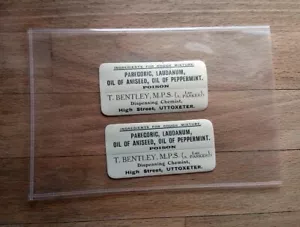 INGREDIENTS FOR COUGH MIXTURE
PAREGORIC, LAUDANUM,
OIL OF ANISEED, OIL OF PEPPERMINT.
POISON
T. BENTLEY, M.P.S.
Dispensing Chemist,
High Street, UTTOXETER.
INGREDIENTS FOR COUGH MIXTURE
PAREGORIC, LAUDANUM,
OIL OF ANISEED, OIL OF PEPPERMINT.
POISON
T. BENTLEY, M.P.S.
Dispensing Chemist,
High Street, UTTOXETER.